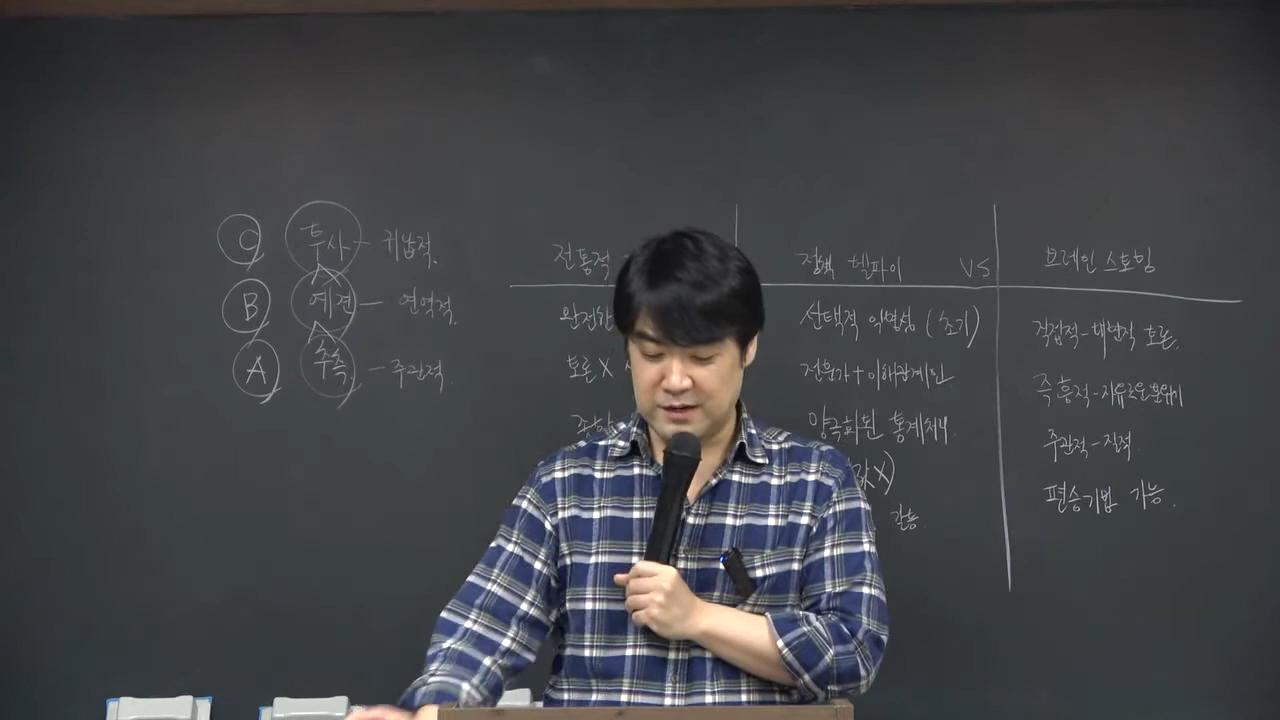 C 투사 - 귀납적.
B 예견 - 연역적.
A 추측 - 주관적.
전통적
완전한
토론 X
정책 델파이 VS
선택적 익명성 (초기)
전문가 + 이해관계인
양극화된 통계처리
X)
갈등.
브레인 스토밍
직접적 - 대면적 토론.
즉흥적 - 자유로운 분위기
주관적 - 질적
편승기법 가능.